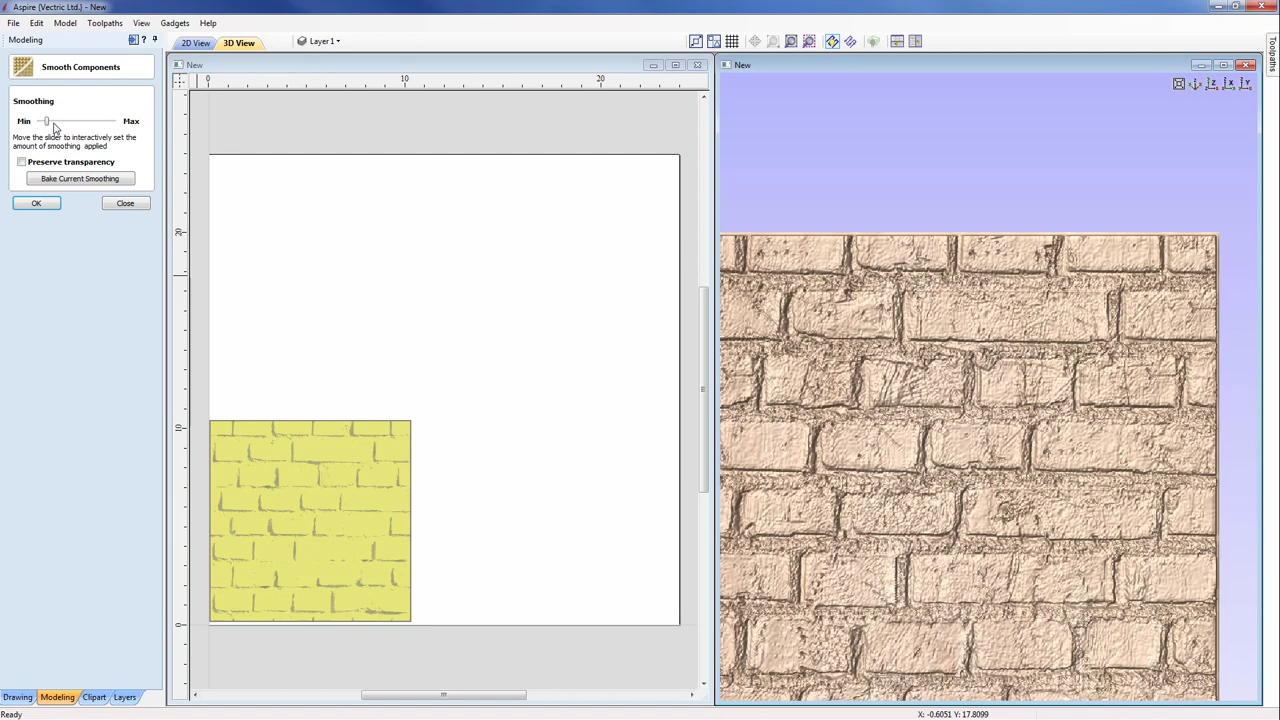 Aspire (Vectric Ltd.) - New
File Edit Model Toolpaths View Gadgets Help
Modeling
2D View 3D View Layer1
Smooth Components
New
New
0 10 20
Z X Y
Toolpaths
Smoothing
Min Max
Move the slider to interactively set the
amount of smoothing applied
Preserve transparency
Bake Current Smoothing
OK Close
20
10
0
Drawing Modeling Clipart Layers
Ready
X: -0.6051 Y: 17.8099